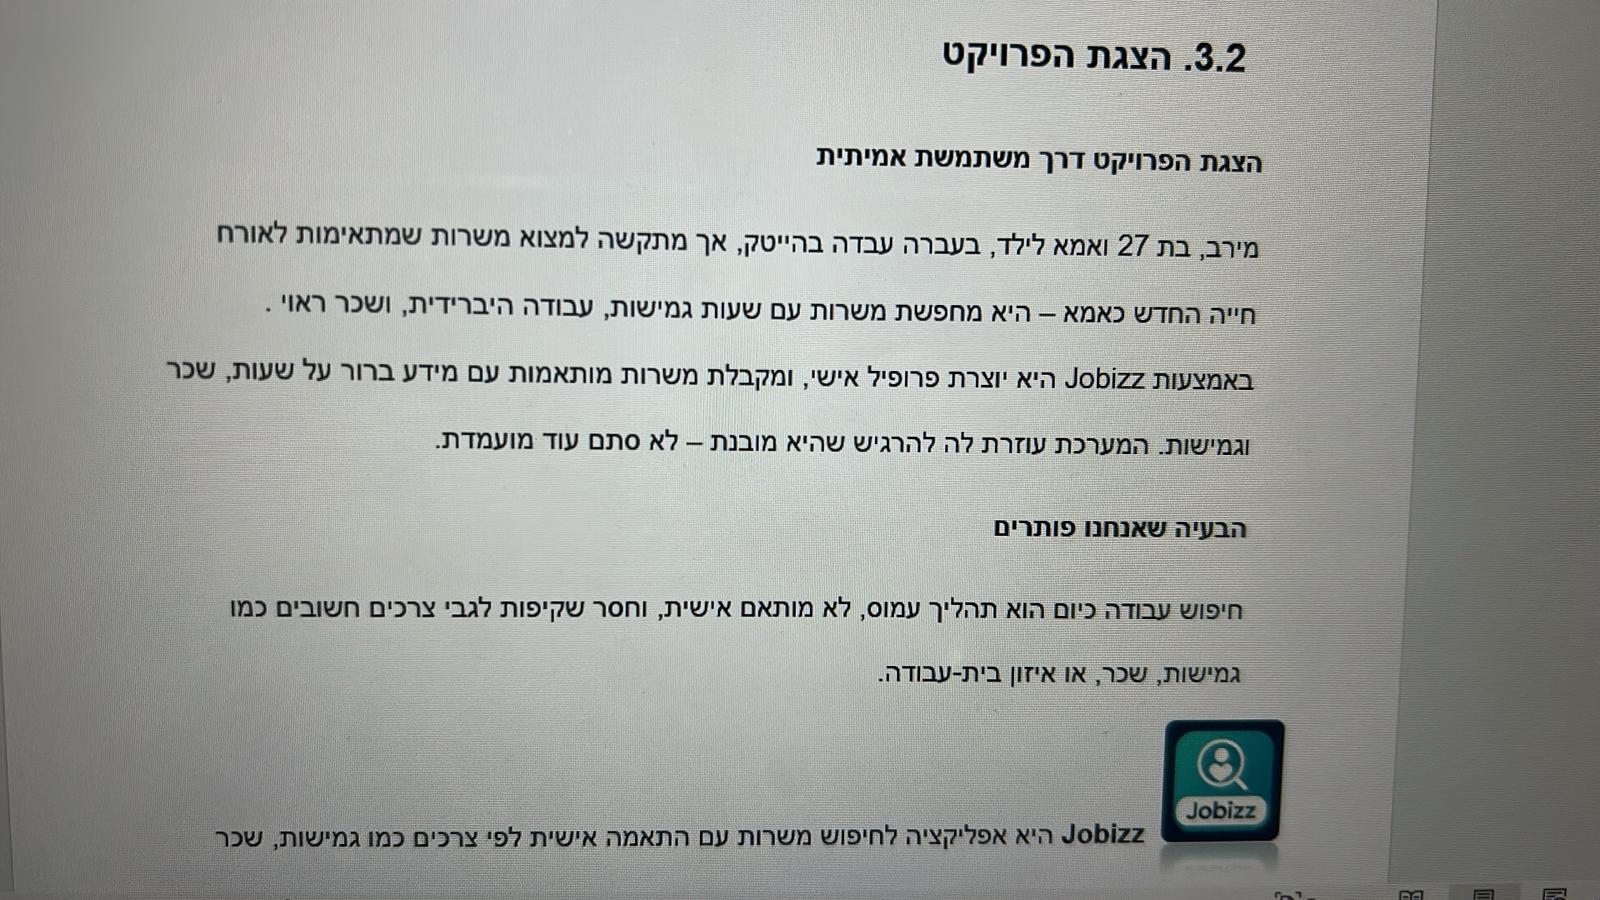 3.2. הצגת הפרויקט
הצגת הפרויקט דרך משתמשת אמיתית
מירב, בת 27 ואמא לילד, בעברה עבדה בהייטק, אך מתקשה למצוא משרות שמתאימות לאורח
חייה החדש כאמא – היא מחפשת משרות עם שעות גמישות, עבודה היברידית, ושכר ראוי .
באמצעות Jobizz היא יוצרת פרופיל אישי, ומקבלת משרות מותאמות עם מידע ברור על שעות, שכר
וגמישות. המערכת עוזרת לה להרגיש שהיא מובנת – לא סתם עוד מועמדת.
הבעיה שאנחנו פותרים
חיפוש עבודה כיום הוא תהליך עמוס, לא מותאם אישית, וחסר שקיפות לגבי צרכים חשובים כמו
גמישות, שכר, או איזון בית-עבודה.
Jobizz
Jobizz היא אפליקציה לחיפוש משרות עם התאמה אישית לפי צרכים כמו גמישות, שכר